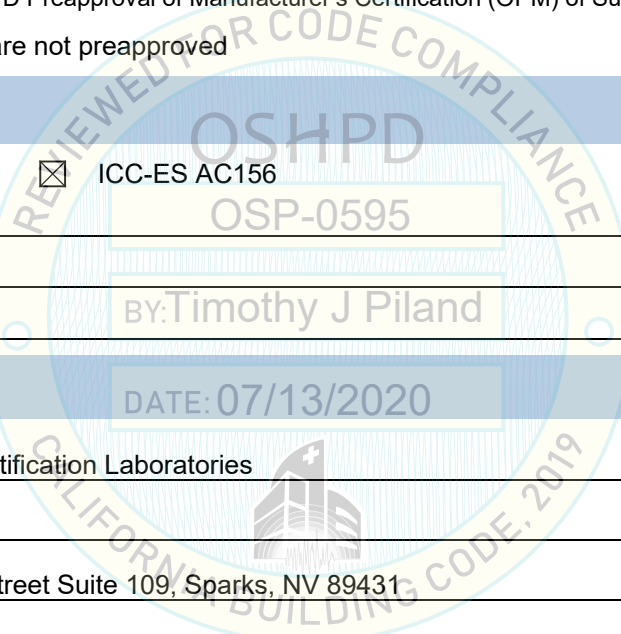 D Preapproval of Manufacturer's Certification (OPM) of Su
are not preapproved
REVIEWED FOR CODE COMPLIANCE
OSHPD
☒ ICC-ES AC156
OSP-0595
BY: Timothy J Piland
DATE: 07/13/2020
tification Laboratories
treet Suite 109, Sparks, NV 89431
CALIFORNIA BUILDING CODE, 2019